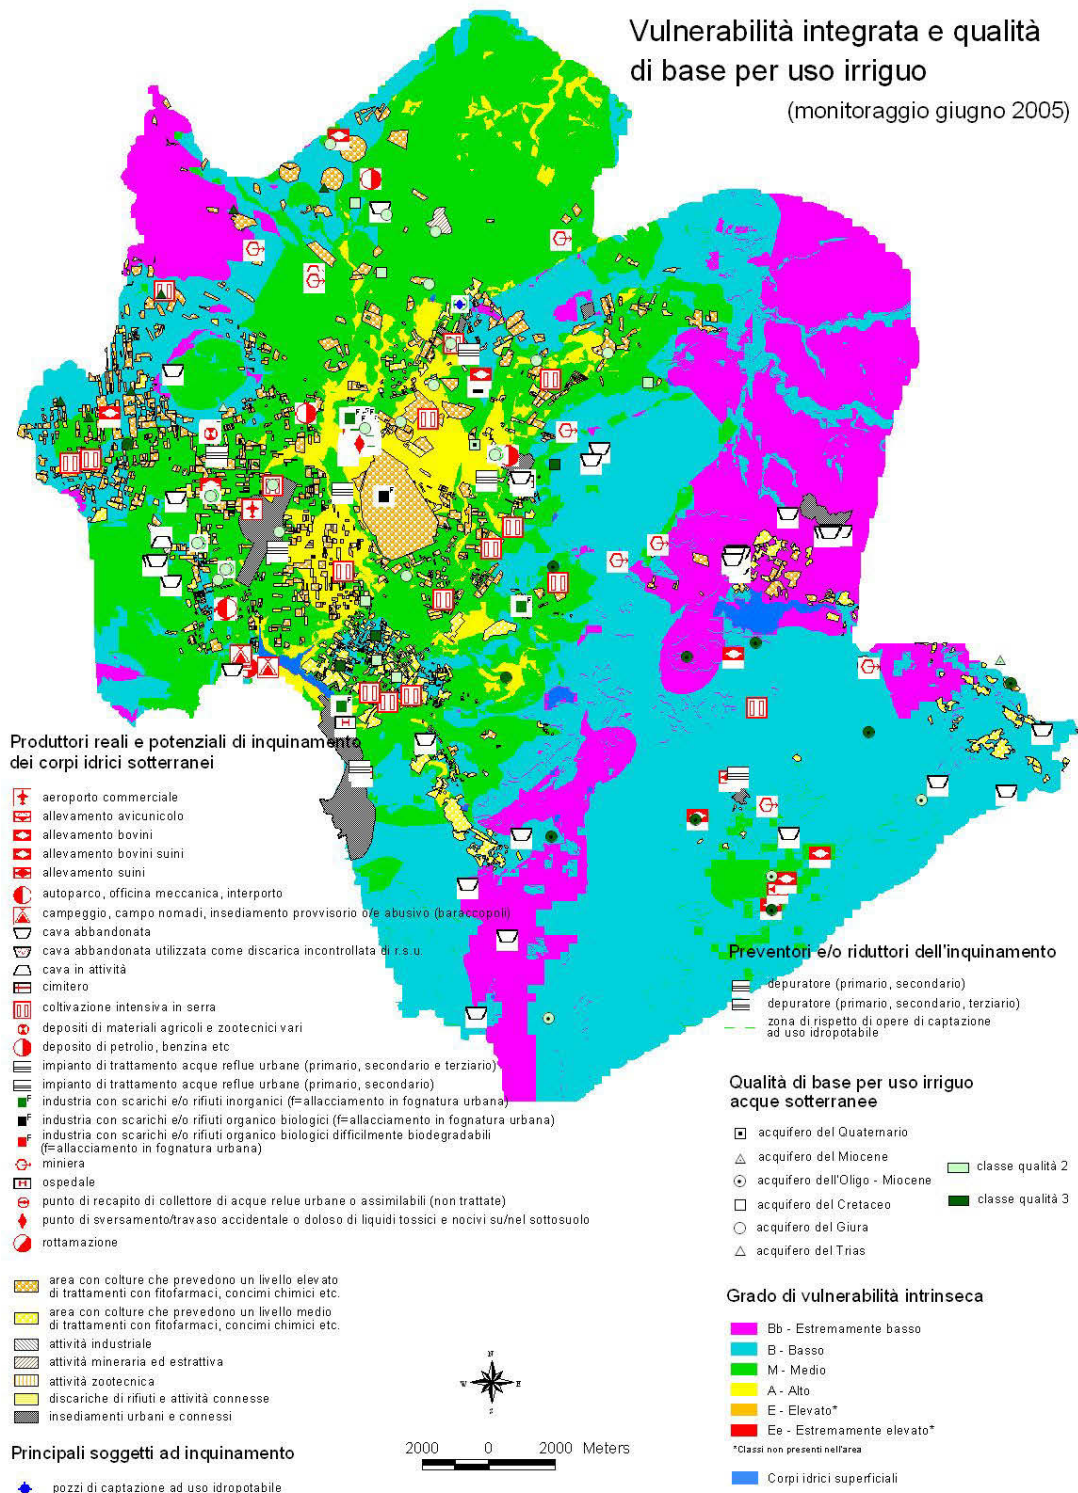 Vulnerabilità integrata e qualità
di base per uso irriguo
(monitoraggio giugno 2005)
Produttori reali e potenziali di inquinamento
dei corpi idrici sotterranei
aeroporto commerciale
allevamento avicunicolo
allevamento bovini
allevamento bovini suini
allevamento suini
autoparco, officina meccanica, interporto
campeggio, campo nomadi, insediamento provvisorio o/e abusivo (baraccopoli)
cava abbandonata
cava abbandonata utilizzata come discarica incontrollata di r.s.u.
cava in attività
cimitero
coltivazione intensiva in serra
depositi di materiali agricoli e zootecnici vari
deposito di petrolio, benzina etc
impianto di trattamento acque reflue urbane (primario, secondario e terziario)
impianto di trattamento acque reflue urbane (primario, secondario)
F industria con scarichi e/o rifiuti inorganici (f=allacciamento in fognatura urbana)
F industria con scarichi e/o rifiuti organico biologici (f=allacciamento in fognatura urbana)
F industria con scarichi e/o rifiuti organico biologici difficilmente biodegradabili
(f=allacciamento in fognatura urbana)
miniera
H ospedale
punto di recapito di collettore di acque relue urbane o assimilabili (non trattate)
punto di sversamento/travaso accidentale o doloso di liquidi tossici e nocivi su/nel sottosuolo
rottamazione
area con colture che prevedono un livello elevato
di trattamenti con fitofarmaci, concimi chimici etc.
area con colture che prevedono un livello medio
di trattamenti con fitofarmaci, concimi chimici etc.
attività industriale
attività mineraria ed estrattiva
attività zootecnica
discariche di rifiuti e attività connesse
insediamenti urbani e connessi
Principali soggetti ad inquinamento
pozzi di captazione ad uso idropotabile
N
W E
S
2000 0 2000 Meters
Preventori e/o riduttori dell'inquinamento
depuratore (primario, secondario)
depuratore (primario, secondario, terziario)
zona di rispetto di opere di captazione
ad uso idropotabile
Qualità di base per uso irriguo
acque sotterranee
acquifero del Quaternario
acquifero del Miocene
acquifero dell'Oligo - Miocene
acquifero del Cretaceo
acquifero del Giura
acquifero del Trias
classe qualità 2
classe qualità 3
Grado di vulnerabilità intrinseca
Bb - Estremamente basso
B - Basso
M - Medio
A - Alto
E - Elevato*
Ee - Estremamente elevato*
*Classi non presenti nell'area
Corpi idrici superficiali